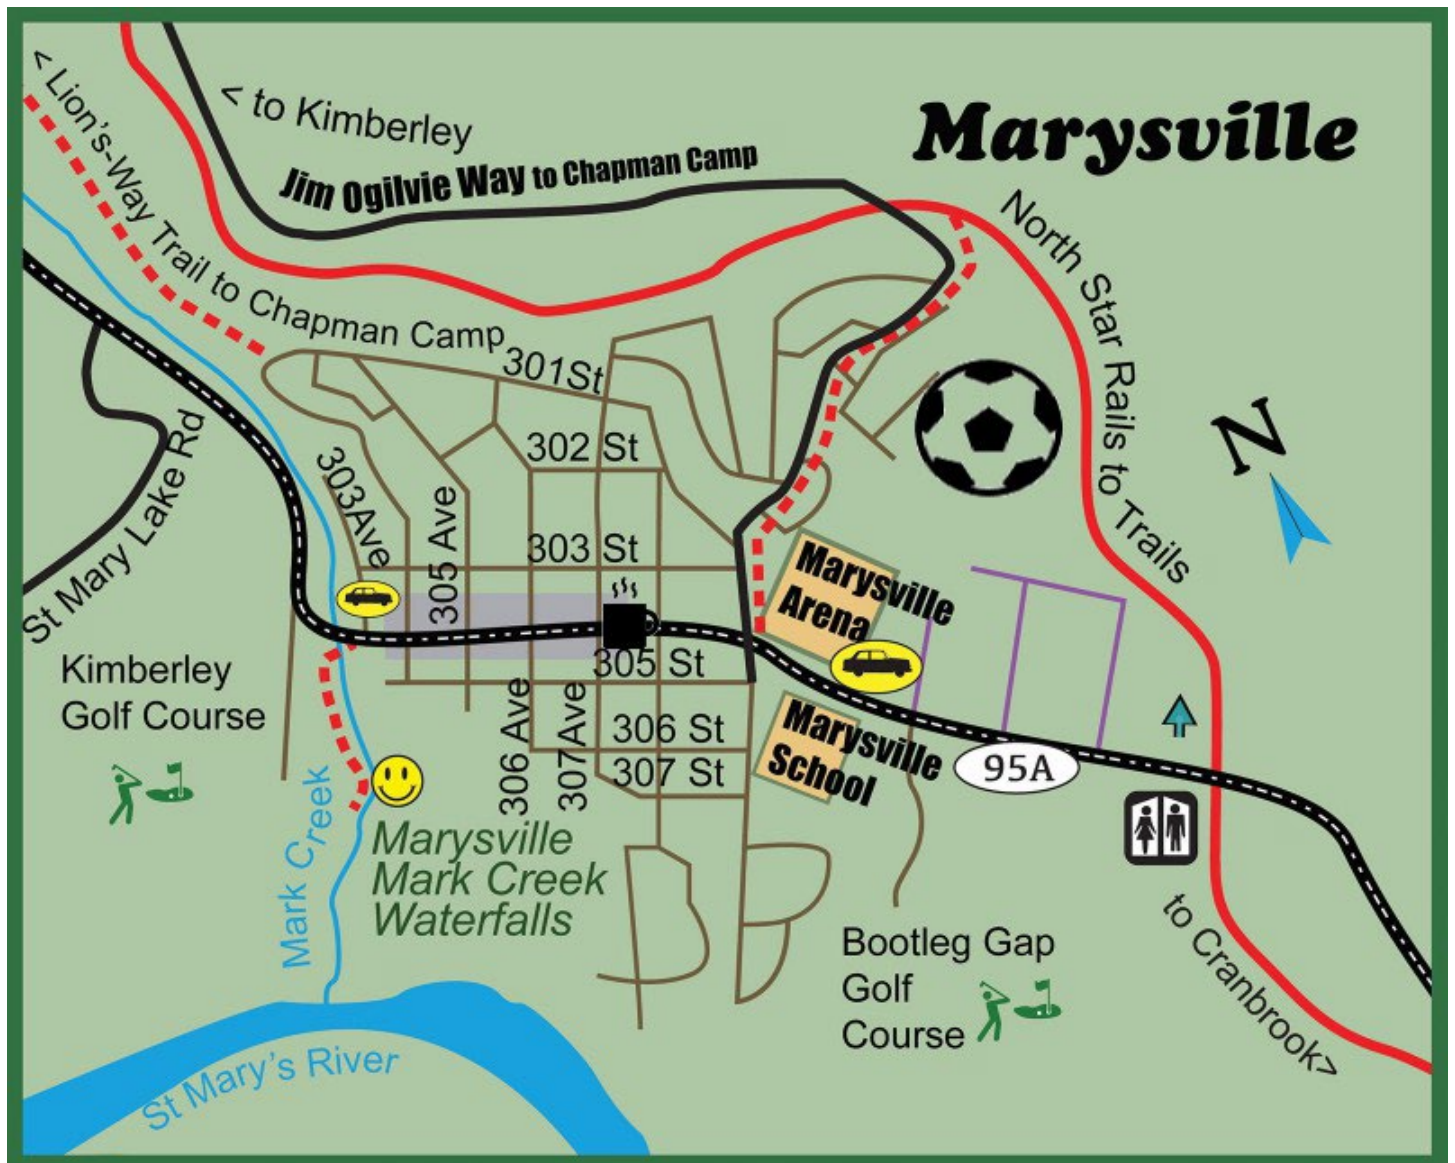 Marysville
< to Kimberley
Jim Ogilvie Way to Chapman Camp
< Lion's-Way Trail to Chapman Camp
North Star Rails to Trails
N
301St
302 St
303Ave
305 Ave
303 St
St Mary Lake Rd
Marysville
Arena
305 St
Kimberley
Golf Course
306 Ave
307Ave
306 St
307 St
Marysville
School
95A
Mark Creek
Marysville
Mark Creek
Waterfalls
Bootleg Gap
Golf
Course
to Cranbrook>
St Mary's River